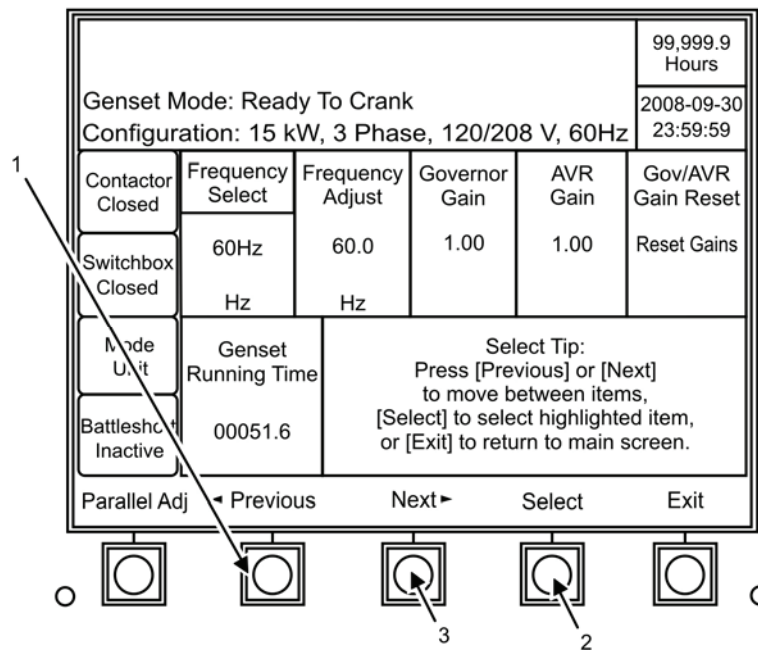 99,999.9
Hours
Genset Mode: Ready To Crank
Configuration: 15 kW, 3 Phase, 120/208 V, 60Hz
2008-09-30
23:59:59
1
Contactor
Closed
Frequency
Select
Frequency
Adjust
Governor
Gain
AVR
Gain
Gov/AVR
Gain Reset
60Hz
60.0
1.00
1.00
Reset Gains
Hz
Hz
Switchbox
Closed
Mode
Unit
Genset
Running Time
00051.6
Select Tip:
Press [Previous] or [Next]
to move between items,
[Select] to select highlighted item,
or [Exit] to return to main screen.
Battleshort
Inactive
Parallel Adj
◄ Previous
Next ►
Select
Exit
3
2